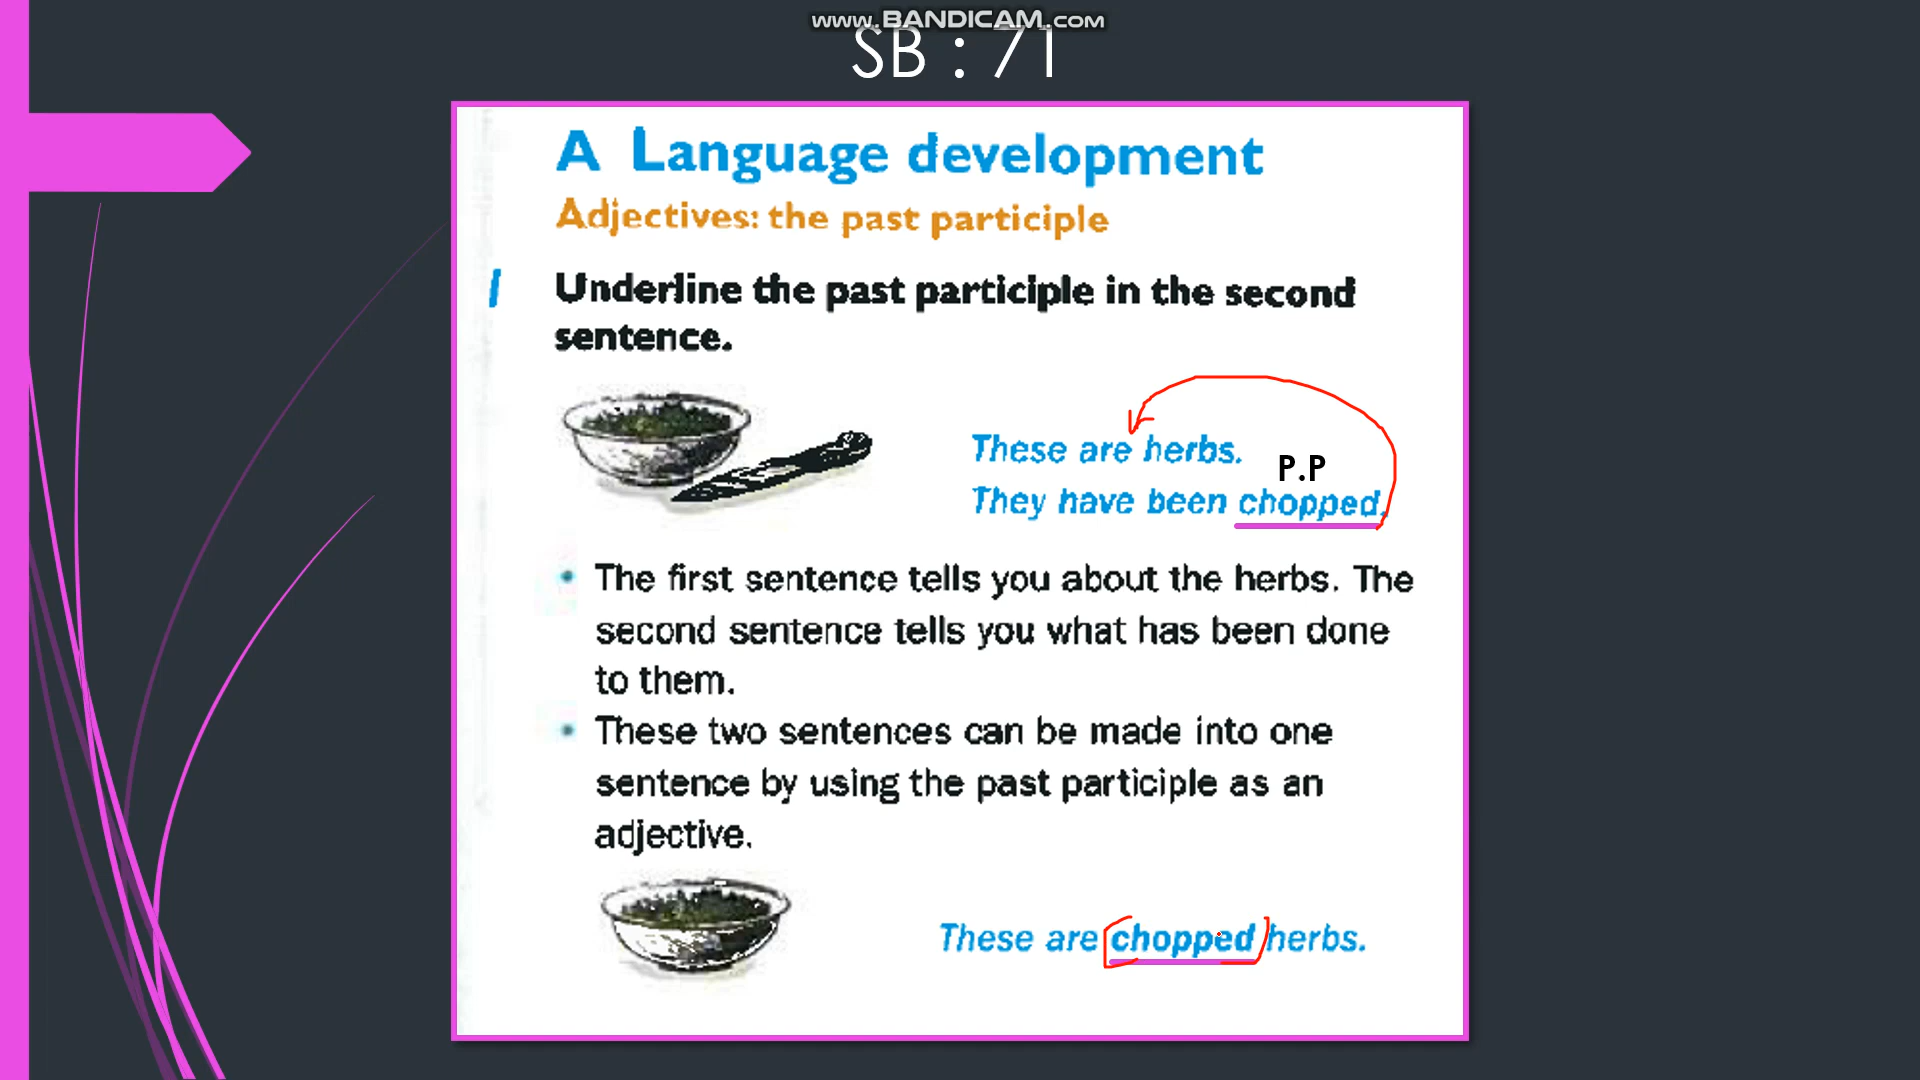 www.BANDICAM.com
SB : 71
A Language development
Adjectives: the past participle
1 Underline the past participle in the second
sentence.
These are herbs.
P.P
They have been chopped.
• The first sentence tells you about the herbs. The
second sentence tells you what has been done
to them.
• These two sentences can be made into one
sentence by using the past participle as an
adjective.
These are chopped herbs.